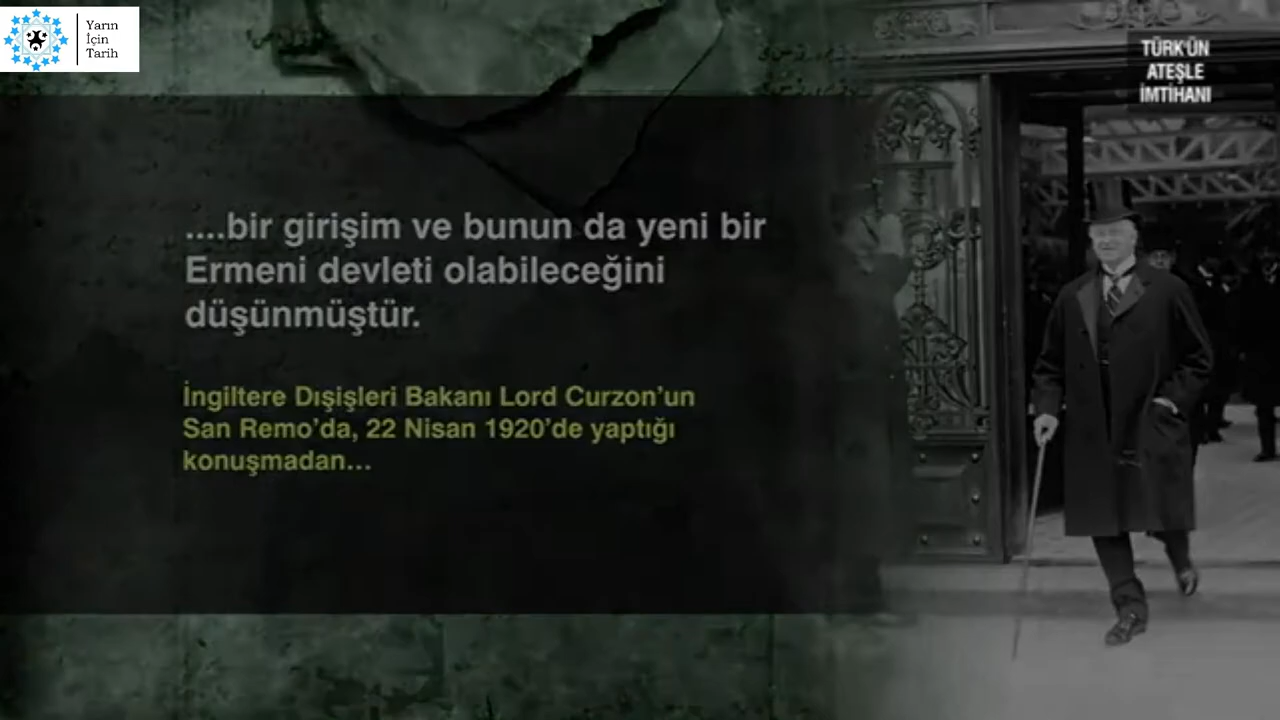 Yarın
İçin
Tarih
TÜRK'ÜN
ATEŞLE
İMTİHANI
....bir girişim ve bunun da yeni bir
Ermeni devleti olabileceğini
düşünmüştür.
İngiltere Dışişleri Bakanı Lord Curzon'un
San Remo'da, 22 Nisan 1920'de yaptığı
konuşmadan...